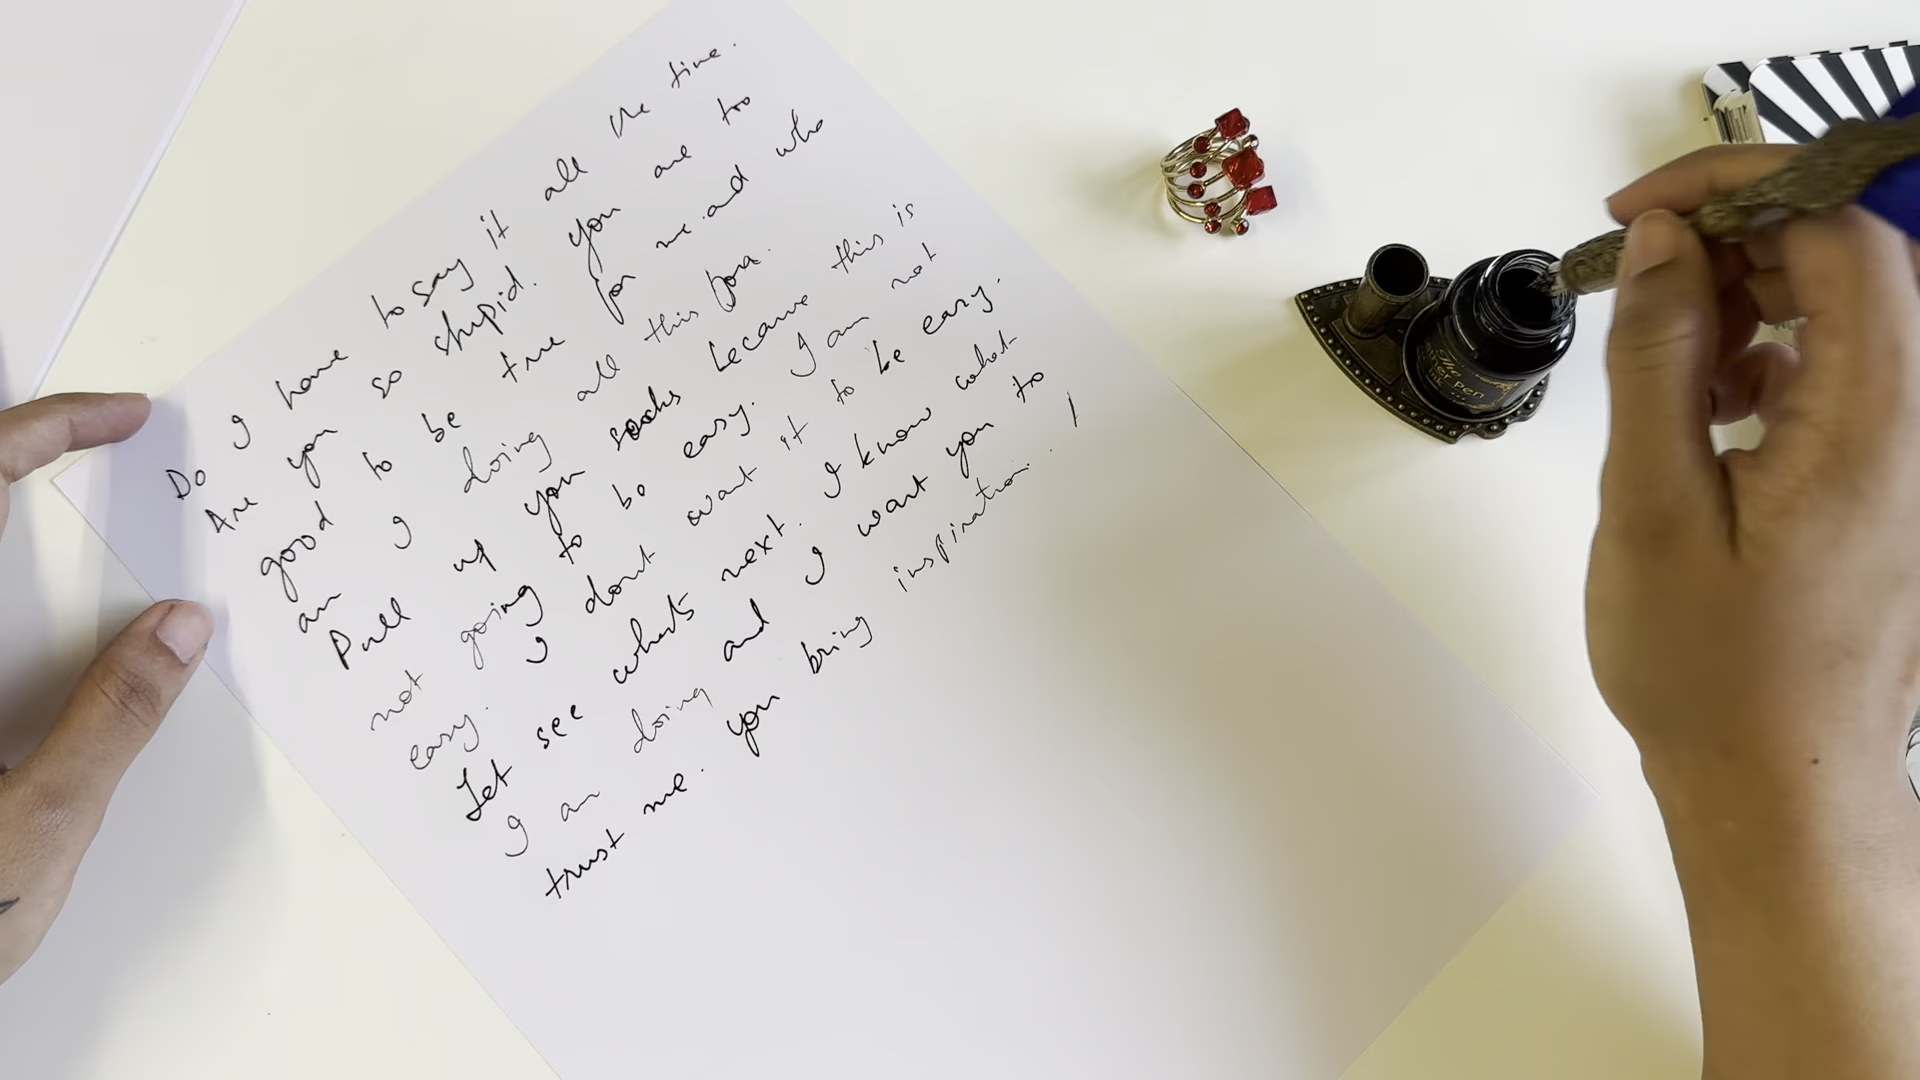 Do I have to say it all the time.
Are you so stupid. you are too
good to be true for me and who
am I doing all this for.
Pull up you socks because this is
not going to be easy. I am not
easy. I dont want it to be easy.
Let see whats next. I know what
I am doing and I want you to
trust me. you bring inspiration. I
Pen
ink